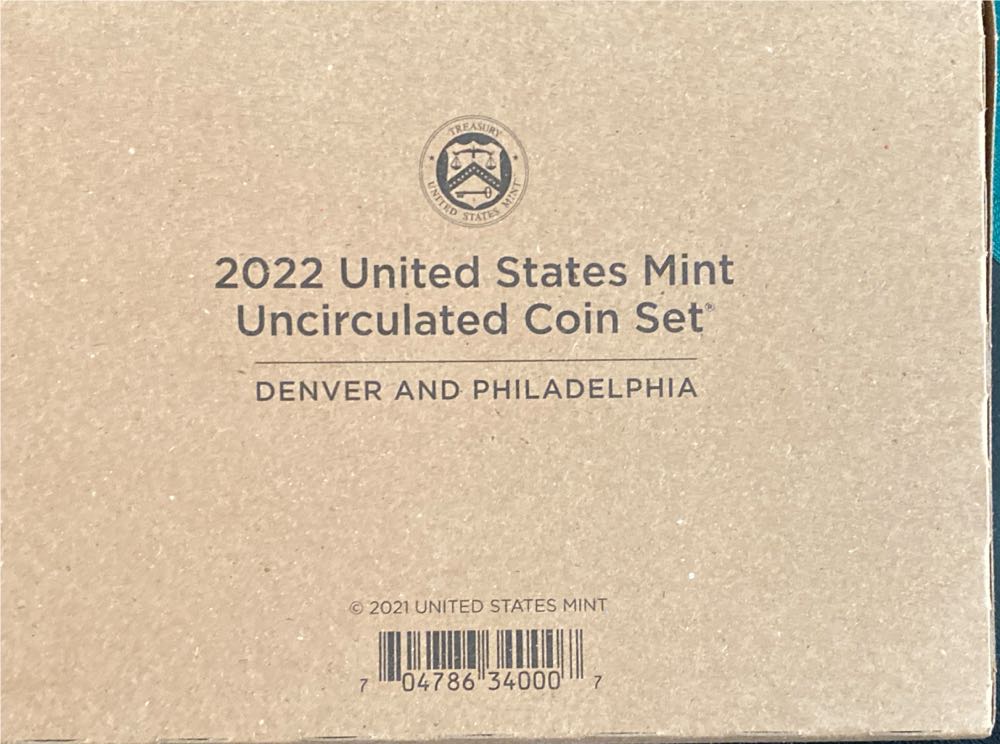 TREASURY
UNITED STATES MINT
2022 United States Mint
Uncirculated Coin Set®
DENVER AND PHILADELPHIA
© 2021 UNITED STATES MINT
7 04786 34000 7